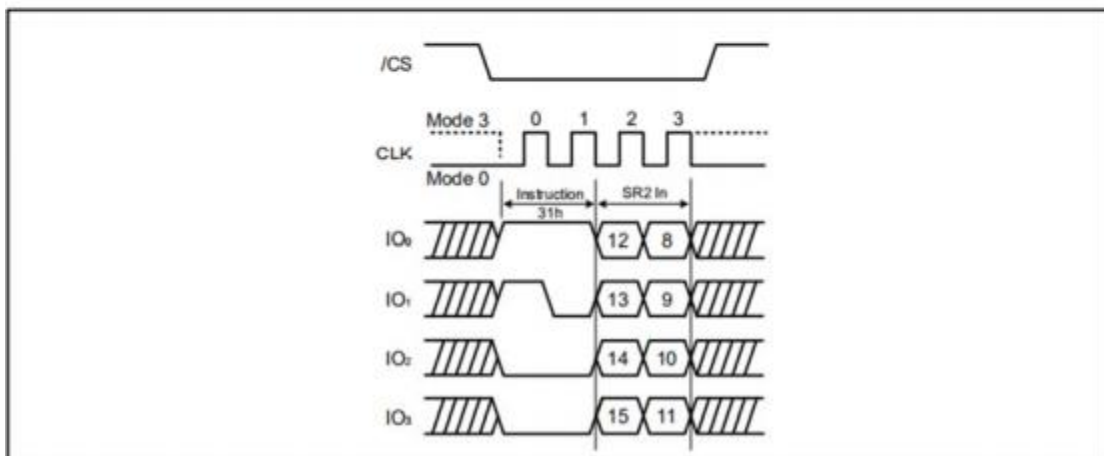 /CS
Mode 3 0 1 2 3
CLK
Mode 0
Instruction SR2 In
31h
IO₀ 12 8
IO₁ 13 9
IO₂ 14 10
IO₃ 15 11